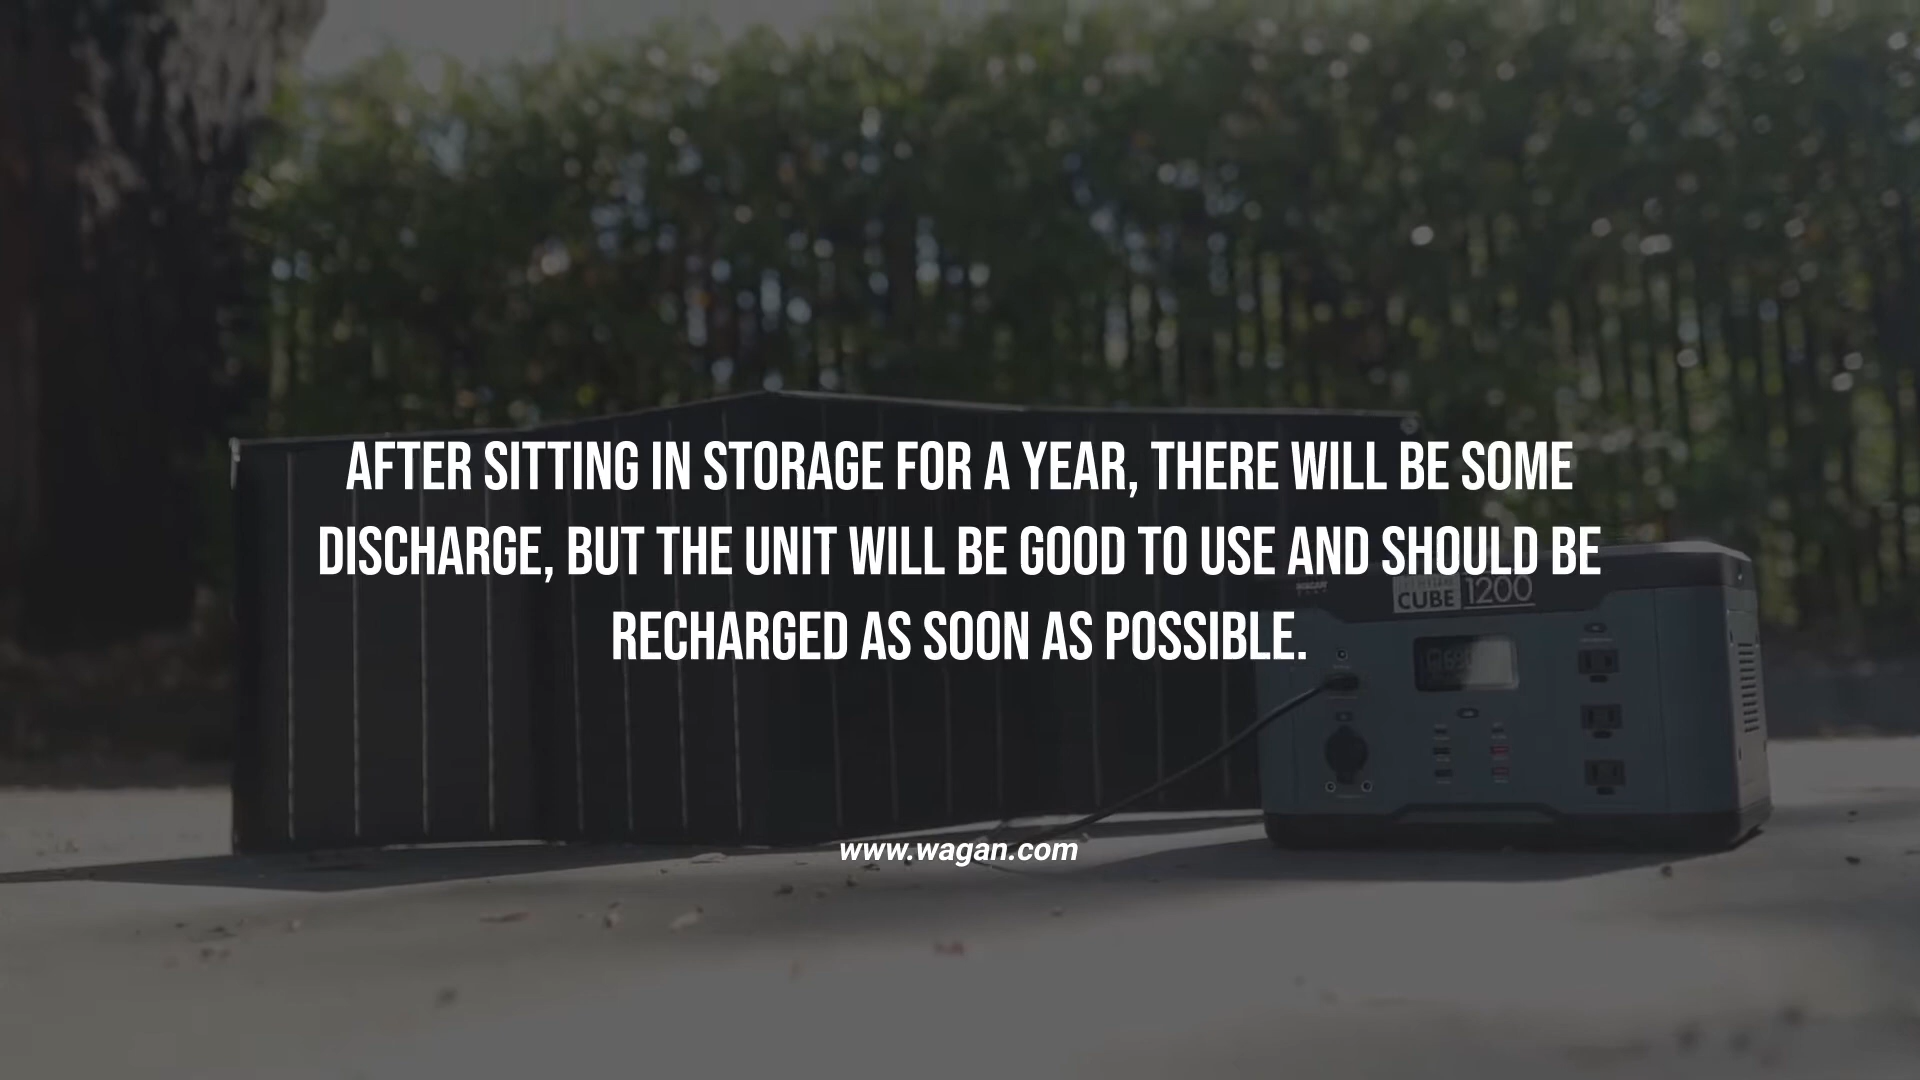 AFTER SITTING IN STORAGE FOR A YEAR, THERE WILL BE SOME
DISCHARGE, BUT THE UNIT WILL BE GOOD TO USE AND SHOULD BE
RECHARGED AS SOON AS POSSIBLE.
WAGAN
CUBE 1200
www.wagan.com